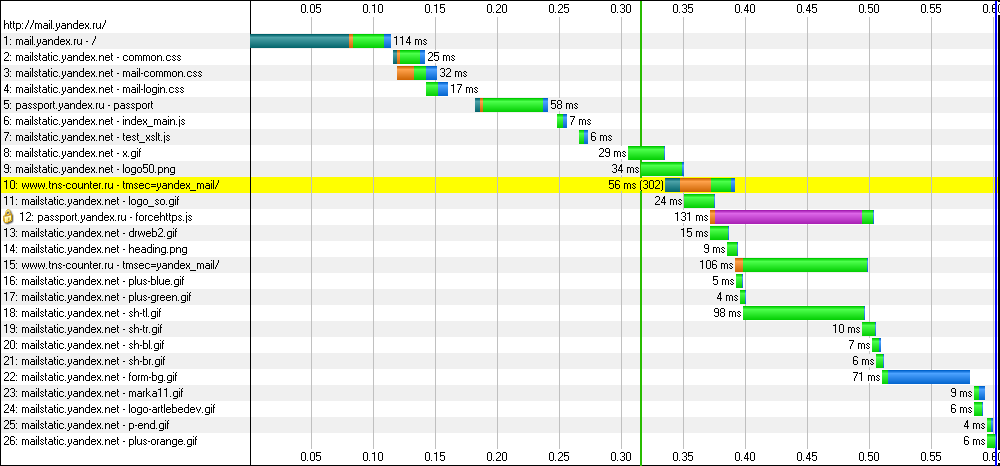 0.05 0.10 0.15 0.20 0.25 0.30 0.35 0.40 0.45 0.50 0.55
http://mail.yandex.ru/
1: mail.yandex.ru - / 114 ms
2: mailstatic.yandex.net - common.css 25 ms
3: mailstatic.yandex.net - mail-common.css 32 ms
4: mailstatic.yandex.net - mail-login.css 17 ms
5: passport.yandex.ru - passport 58 ms
6: mailstatic.yandex.net - index_main.js 7 ms
7: mailstatic.yandex.net - test_xslt.js 6 ms
8: mailstatic.yandex.net - x.gif 29 ms
9: mailstatic.yandex.net - logo50.png 34 ms
10: www.tns-counter.ru - tmsec=yandex_mail/ 56 ms (302)
11: mailstatic.yandex.net - logo_so.gif 24 ms
12: passport.yandex.ru - forcehttps.js 131 ms
13: mailstatic.yandex.net - drweb2.gif 15 ms
14: mailstatic.yandex.net - heading.png 9 ms
15: www.tns-counter.ru - tmsec=yandex_mail/ 106 ms
16: mailstatic.yandex.net - plus-blue.gif 5 ms
17: mailstatic.yandex.net - plus-green.gif 4 ms
18: mailstatic.yandex.net - sh-tl.gif 98 ms
19: mailstatic.yandex.net - sh-tr.gif 10 ms
20: mailstatic.yandex.net - sh-bl.gif 7 ms
21: mailstatic.yandex.net - sh-br.gif 6 ms
22: mailstatic.yandex.net - form-bg.gif 71 ms
23: mailstatic.yandex.net - marka11.gif 9 ms
24: mailstatic.yandex.net - logo-artlebedev.gif 6 ms
25: mailstatic.yandex.net - p-end.gif 4 ms
26: mailstatic.yandex.net - plus-orange.gif 6 ms
0.05 0.10 0.15 0.20 0.25 0.30 0.35 0.40 0.45 0.50 0.55